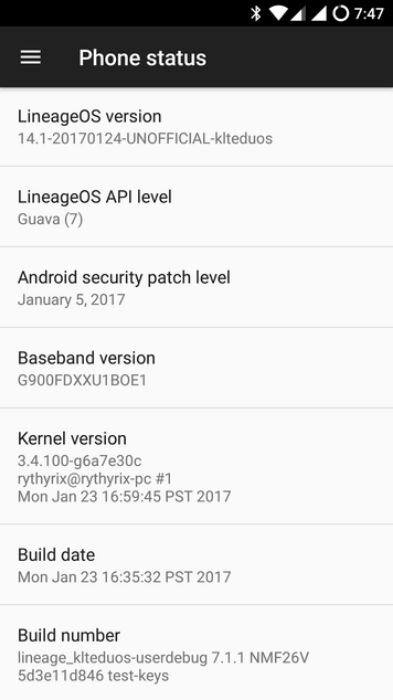 7:47
Phone status
LineageOS version
14.1-20170124-UNOFFICIAL-klteduos
LineageOS API level
Guava (7)
Android security patch level
January 5, 2017
Baseband version
G900FDXXU1BOE1
Kernel version
3.4.100-g6a7e30c
rythyrix@rythyrix-pc #1
Mon Jan 23 16:59:45 PST 2017
Build date
Mon Jan 23 16:35:32 PST 2017
Build number
lineage_klteduos-userdebug 7.1.1 NMF26V
5d3e11d846 test-keys